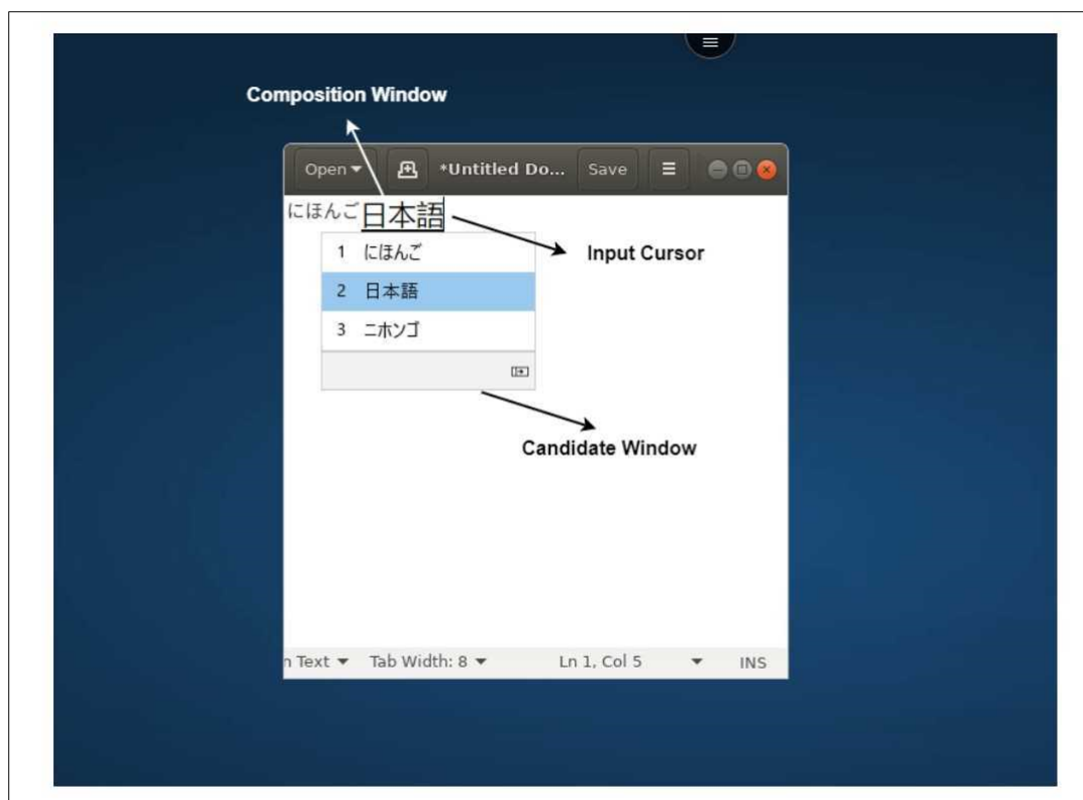 Composition Window
Open *Untitled Do... Save
にほんご日本語
Input Cursor
1 にほんご
2 日本語
3 ニホンゴ
Candidate Window
n Text Tab Width: 8 Ln 1, Col 5 INS